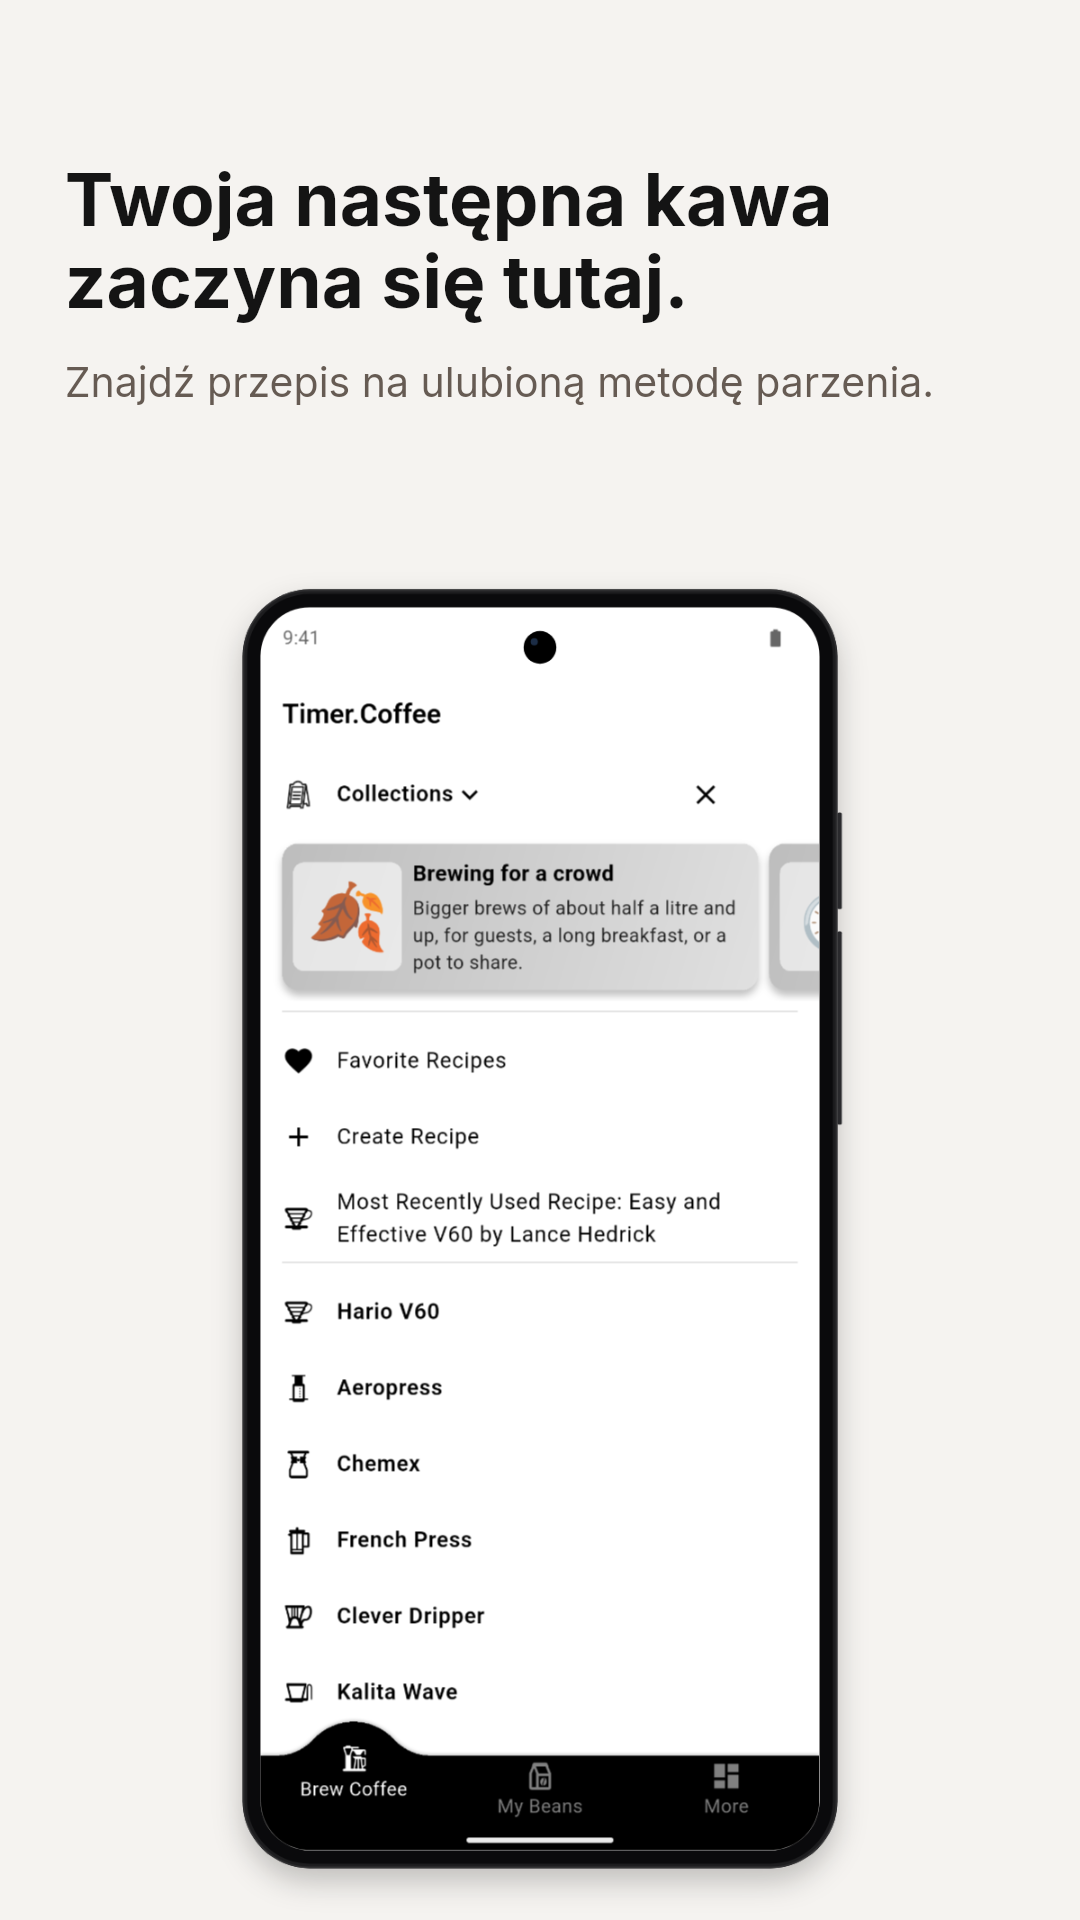 Twoja następna kawa
zaczyna się tutaj.
Znajdź przepis na ulubioną metodę parzenia.
9:41
Timer.Coffee
Collections
Brewing for a crowd
Bigger brews of about half a litre and
up, for guests, a long breakfast, or a
pot to share.
Favorite Recipes
Create Recipe
Most Recently Used Recipe: Easy and
Effective V60 by Lance Hedrick
Hario V60
Aeropress
Chemex
French Press
Clever Dripper
Kalita Wave
Brew Coffee
My Beans
More